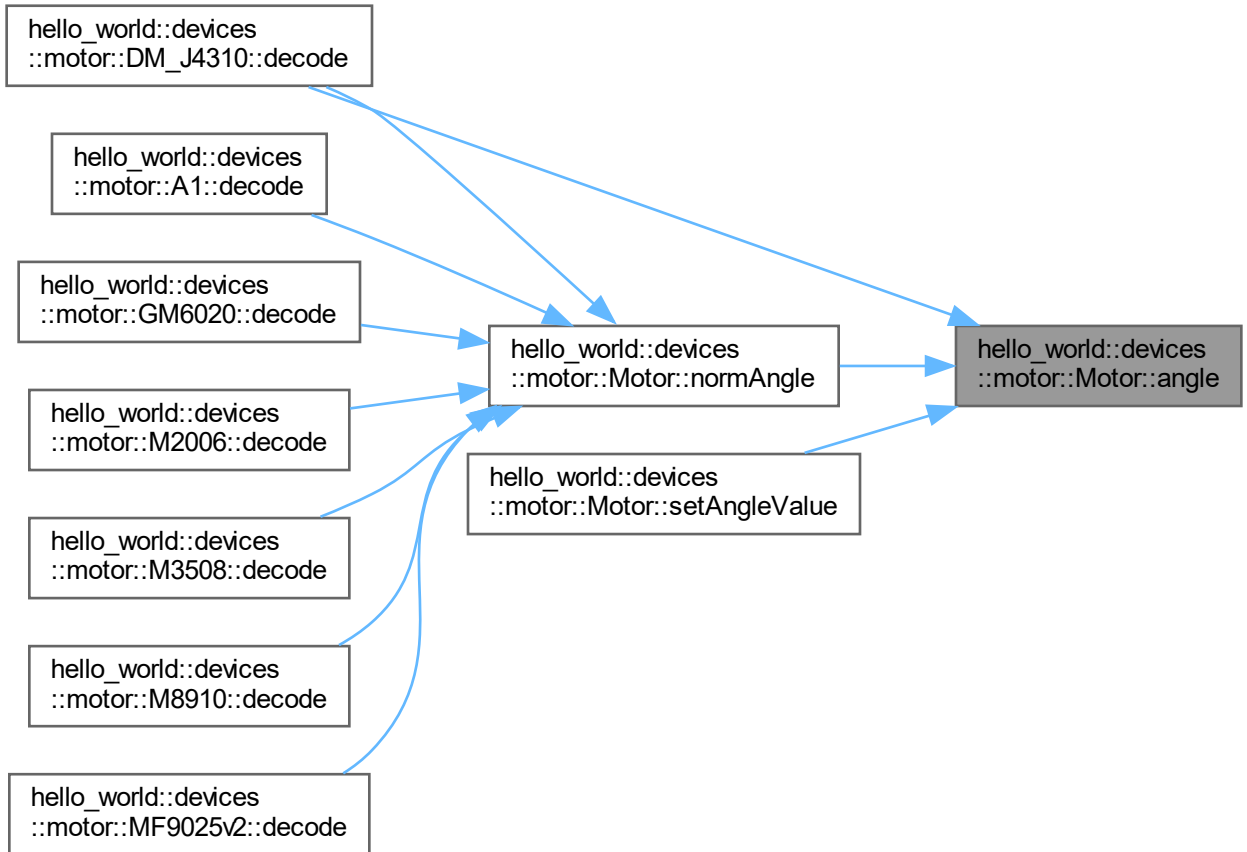 hello_world::devices
::motor::DM_J4310::decode
hello_world::devices
::motor::A1::decode
hello_world::devices
::motor::GM6020::decode
hello_world::devices
::motor::M2006::decode
hello_world::devices
::motor::M3508::decode
hello_world::devices
::motor::M8910::decode
hello_world::devices
::motor::MF9025v2::decode
hello_world::devices
::motor::Motor::normAngle
hello_world::devices
::motor::Motor::setAngleValue
hello_world::devices
::motor::Motor::angle